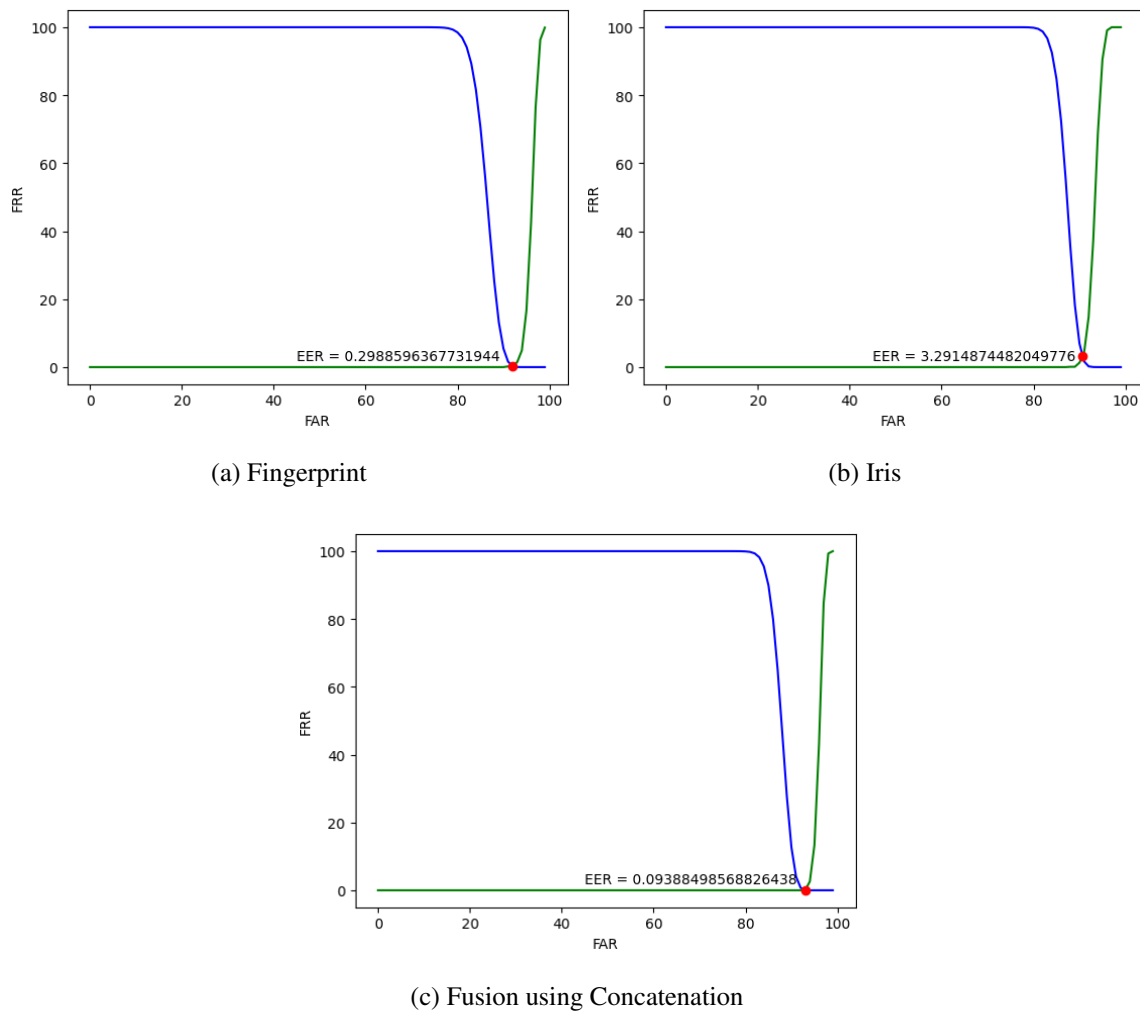 100
80
60
40
20
0
FRR
EER = 0.2988596367731944
0 20 40 60 80 100
FAR
(a) Fingerprint
100
80
60
40
20
0
FRR
EER = 3.2914874482049776
0 20 40 60 80 100
FAR
(b) Iris
100
80
60
40
20
0
FRR
EER = 0.09388498568826438
0 20 40 60 80 100
FAR
(c) Fusion using Concatenation